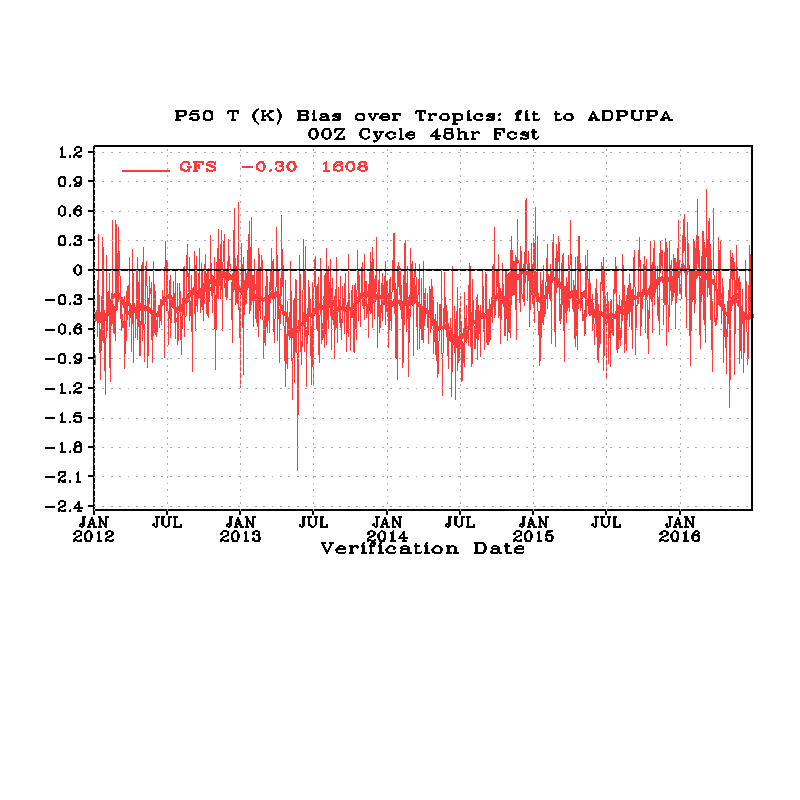 P50 T (K) Bias over Tropics: fit to ADPUPA
00Z Cycle 48hr Fcst
GFS -0.30 1608
1.2
0.9
0.6
0.3
0
-0.3
-0.6
-0.9
-1.2
-1.5
-1.8
-2.1
-2.4
JAN JUL JAN JUL JAN JUL JAN JUL JAN
2012 2013 2014 2015 2016
Verification Date